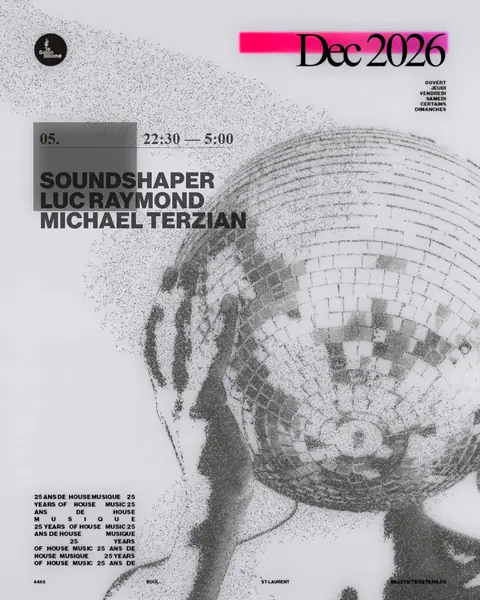 Salon
Daomé
Dec 2026
OUVERT
JEUDI
VENDREDI
SAMEDI
CERTAINS
DIMANCHES
05.
22:30 — 5:00
SOUNDSHAPER
LUC RAYMOND
MICHAEL TERZIAN
25 ANS DE HOUSE MUSIQUE 25
YEARS OF HOUSE MUSIC 25
ANS DE HOUSE
MUSIQUE
25 YEARS OF HOUSE MUSIC 25
ANS DE HOUSE MUSIQUE
25 YEARS
OF HOUSE MUSIC 25 ANS DE
HOUSE MUSIQUE 25 YEARS
OF HOUSE MUSIC 25 ANS DE
4465 BOUL ST-LAURENT